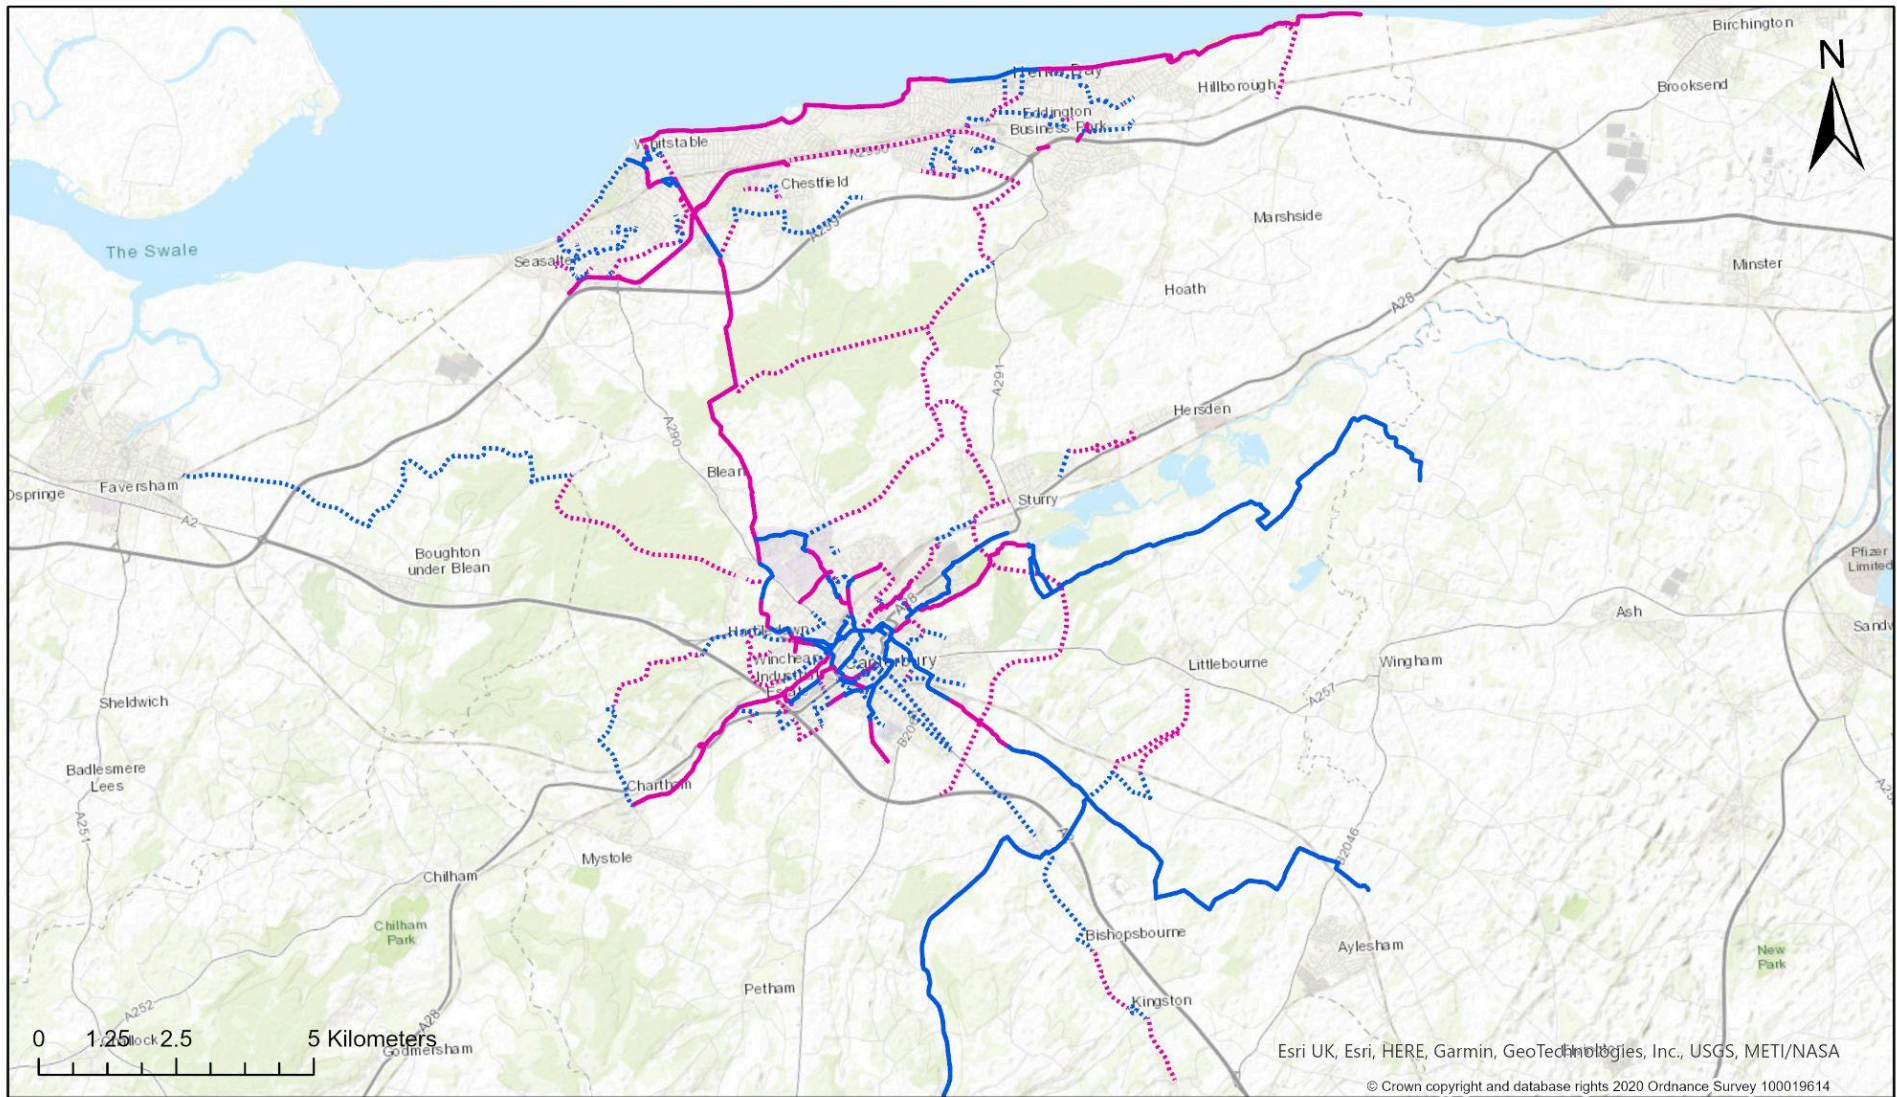 Birchington
N
Herne Bay
Hillborough
Brooksend
Eddington
Business Park
Whitstable
A2990
Chestfield
Marshside
The Swale
A299
Seasalter
Minster
Hoath
A28
A291
Hersden
A290
Blean
Faversham
Ospringe
Sturry
A2
Boughton
under Blean
Pfizer
Limited
A28
Ash
Harbledown
Sandw
Wincheap
Industrial
Estate
Canterbury
Littlebourne
Wingham
A257
Sheldwich
Badlesmere
Lees
Chartham
A251
B2046
Mystole
Chilham
Chilham
Park
Bishopsbourne
Aylesham
New
Park
Petham
Kingston
A252
A28
0 1.25 2.5 5 Kilometers
Godmersham
Esri UK, Esri, HERE, Garmin, GeoTechnologies, Inc., USGS, METI/NASA
© Crown copyright and database rights 2020 Ordnance Survey 100019614